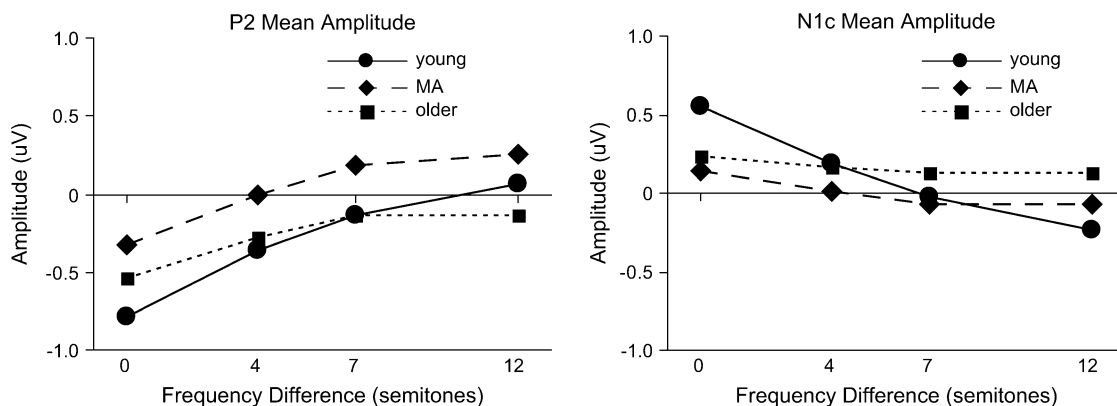 P2 Mean Amplitude
1.0
0.5
0
-0.5
-1.0
Amplitude (uV)
young
MA
older
0 4 7 12
Frequency Difference (semitones)
N1c Mean Amplitude
1.0
0.5
0
-0.5
-1.0
Amplitude (uV)
young
MA
older
0 4 7 12
Frequency Difference (semitones)